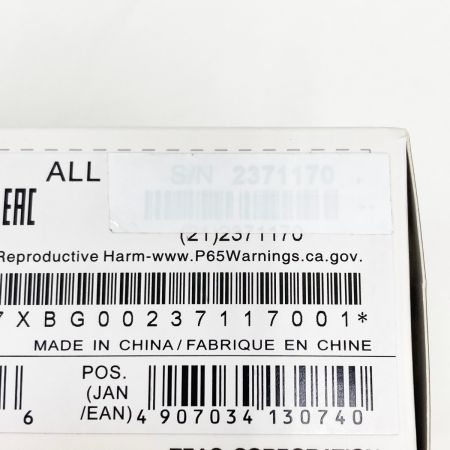 ALL
S/N 2371170
EAC
(21)2371170
Reproductive Harm-www.P65Warnings.ca.gov.
7XBG00237117001*
MADE IN CHINA/FABRIQUE EN CHINE
POS.
(JAN
/EAN)
6
4 907034 130740
TEAC CORPORATION